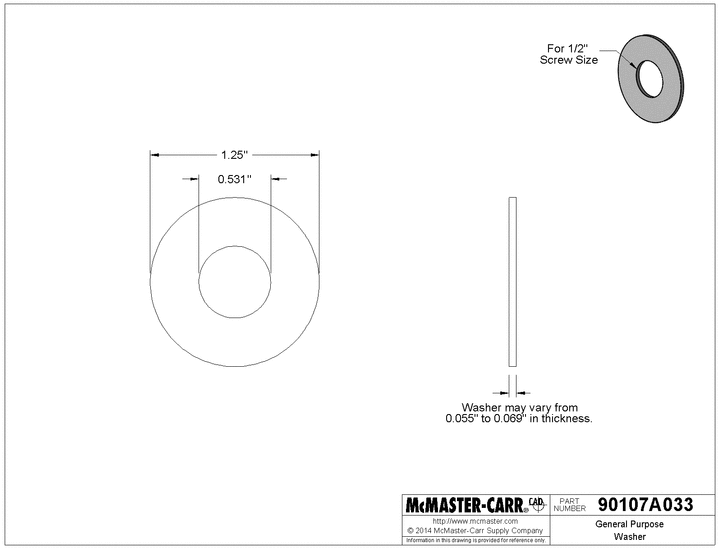 For 1/2"
Screw Size
1.25"
0.531"
Washer may vary from
0.055" to 0.069" in thickness.
McMASTER-CARR® CAD
PART
NUMBER
90107A033
http://www.mcmaster.com
© 2014 McMaster-Carr Supply Company
Information in this drawing is provided for reference only.
General Purpose
Washer